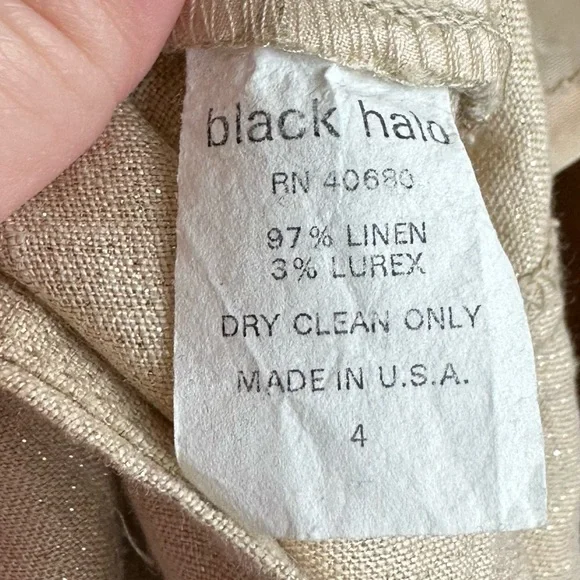 black halo
RN 40680
97% LINEN
3% LUREX
DRY CLEAN ONLY
MADE IN U.S.A.
4